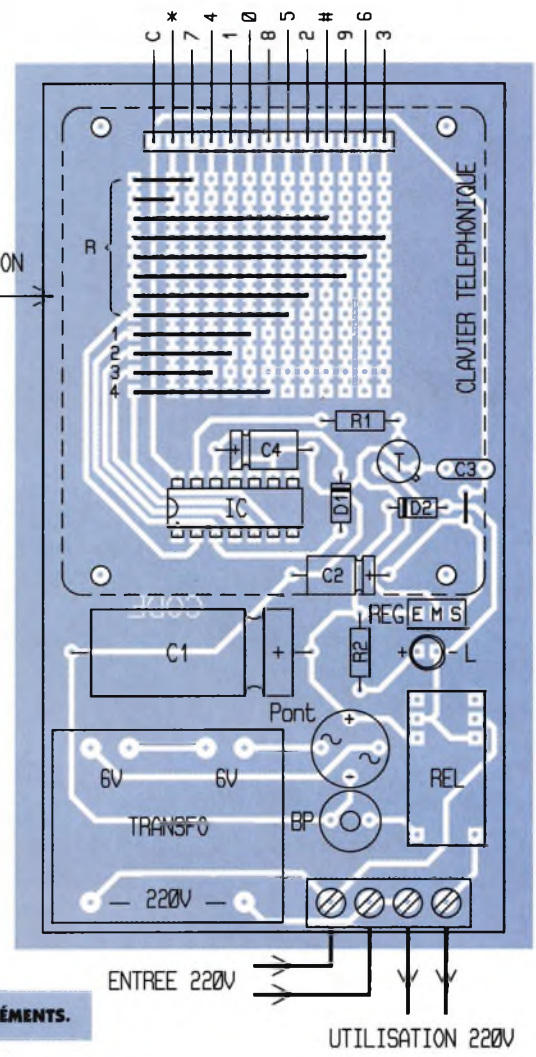 C * 7 4 1 0 8 5 2 # 9 6 3
ON
R
CLAVIER TELEPHONIQUE
1
2
3
4
R1
C4
T
C3
IC
D1
D2
C2
CODE
REG E M S
C1
R2
+ - L
Pont
6V 6V
REL
TRANSFO
BP
220V
ENTREE 220V
ÉMENTS.
UTILISATION 220V